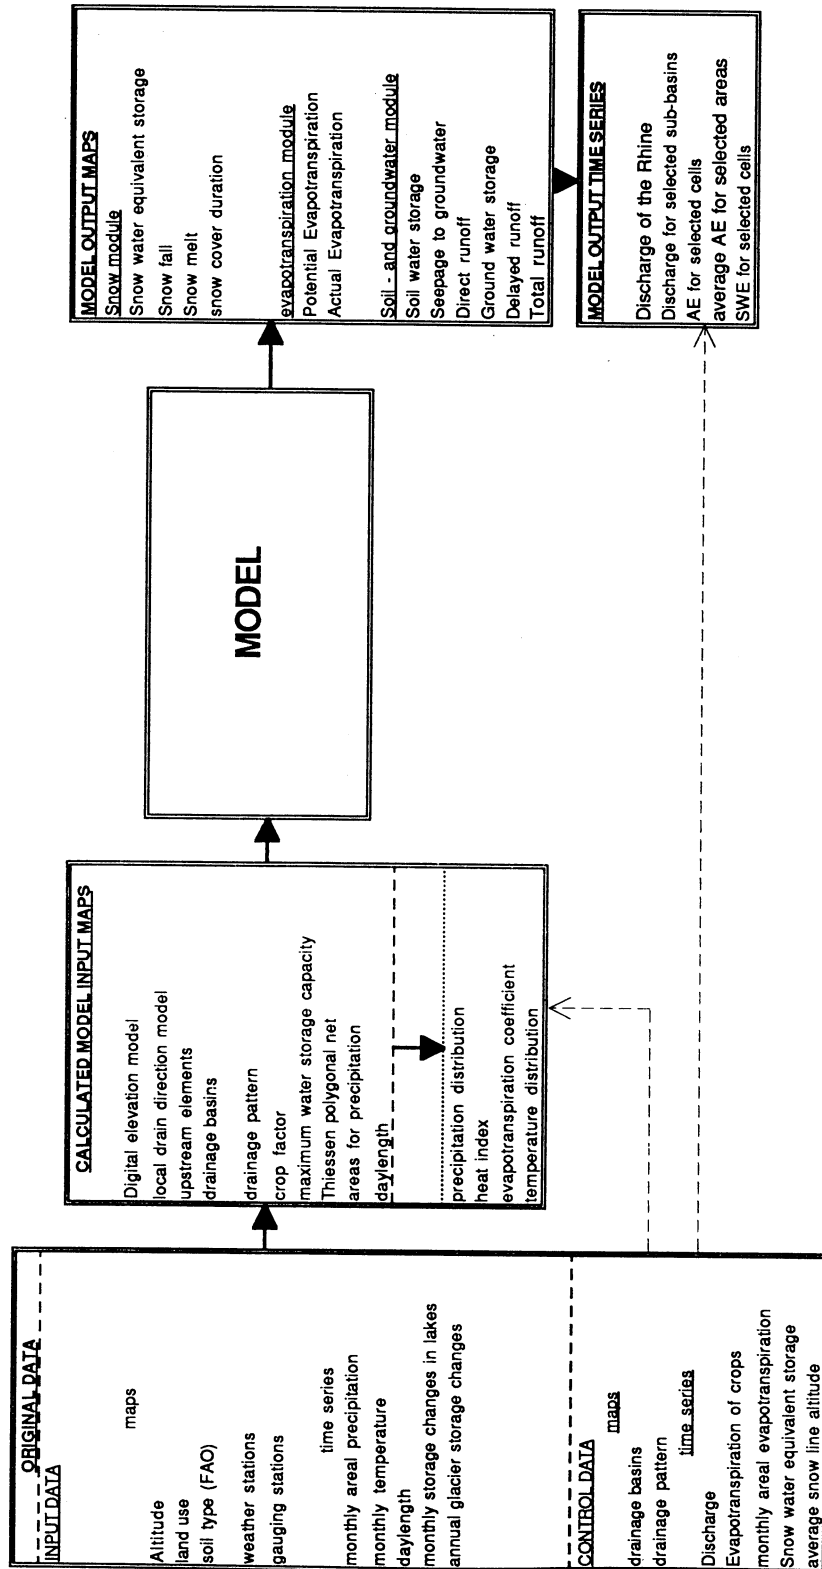 ORIGINAL DATA
INPUT DATA
maps
Altitude
land use
soil type (FAO)
weather stations
gauging stations
time series
monthly areal precipitation
monthly temperature
daylength
monthly storage changes in lakes
annual glacier storage changes
CONTROL DATA
maps
drainage basins
drainage pattern
time series
Discharge
Evapotranspiration of crops
monthly areal evapotranspiration
Snow water equivalent storage
average snow line altitude
CALCULATED MODEL INPUT MAPS
Digital elevation model
local drain direction model
upstream elements
drainage basins
drainage pattern
crop factor
maximum water storage capacity
Thiessen polygonal net
areas for precipitation
daylength
precipitation distribution
heat index
evapotranspiration coefficient
temperature distribution
MODEL
MODEL OUTPUT MAPS
Snow module
Snow water equivalent storage
Snow fall
Snow melt
snow cover duration
evapotranspiration module
Potential Evapotranspiration
Actual Evapotranspiration
Soil - and groundwater module
Soil water storage
Seepage to groundwater
Direct runoff
Ground water storage
Delayed runoff
Total runoff
MODEL OUTPUT TIME SERIES
Discharge of the Rhine
Discharge for selected sub-basins
AE for selected cells
average AE for selected areas
SWE for selected cells